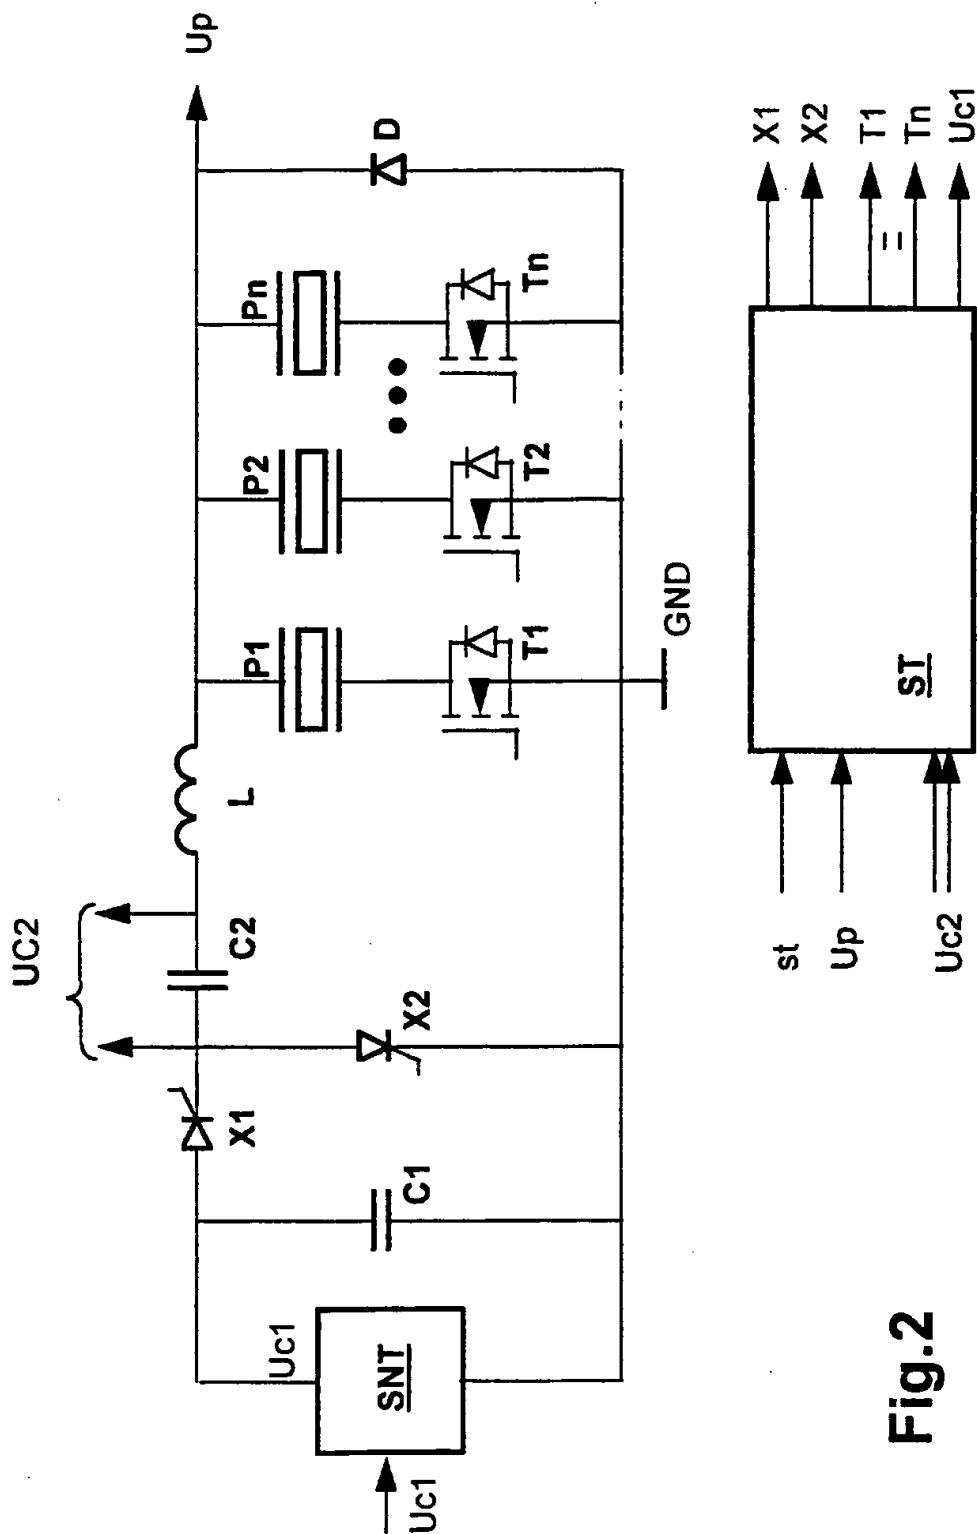 UC2
Up
X1
C2
L
P1
P2
Pn
D
Uc1
SNT
Uc1
C1
X2
T1
T2
Tn
GND
st
Up
Uc2
ST
X1
X2
T1
=
Tn
Uc1
Fig.2